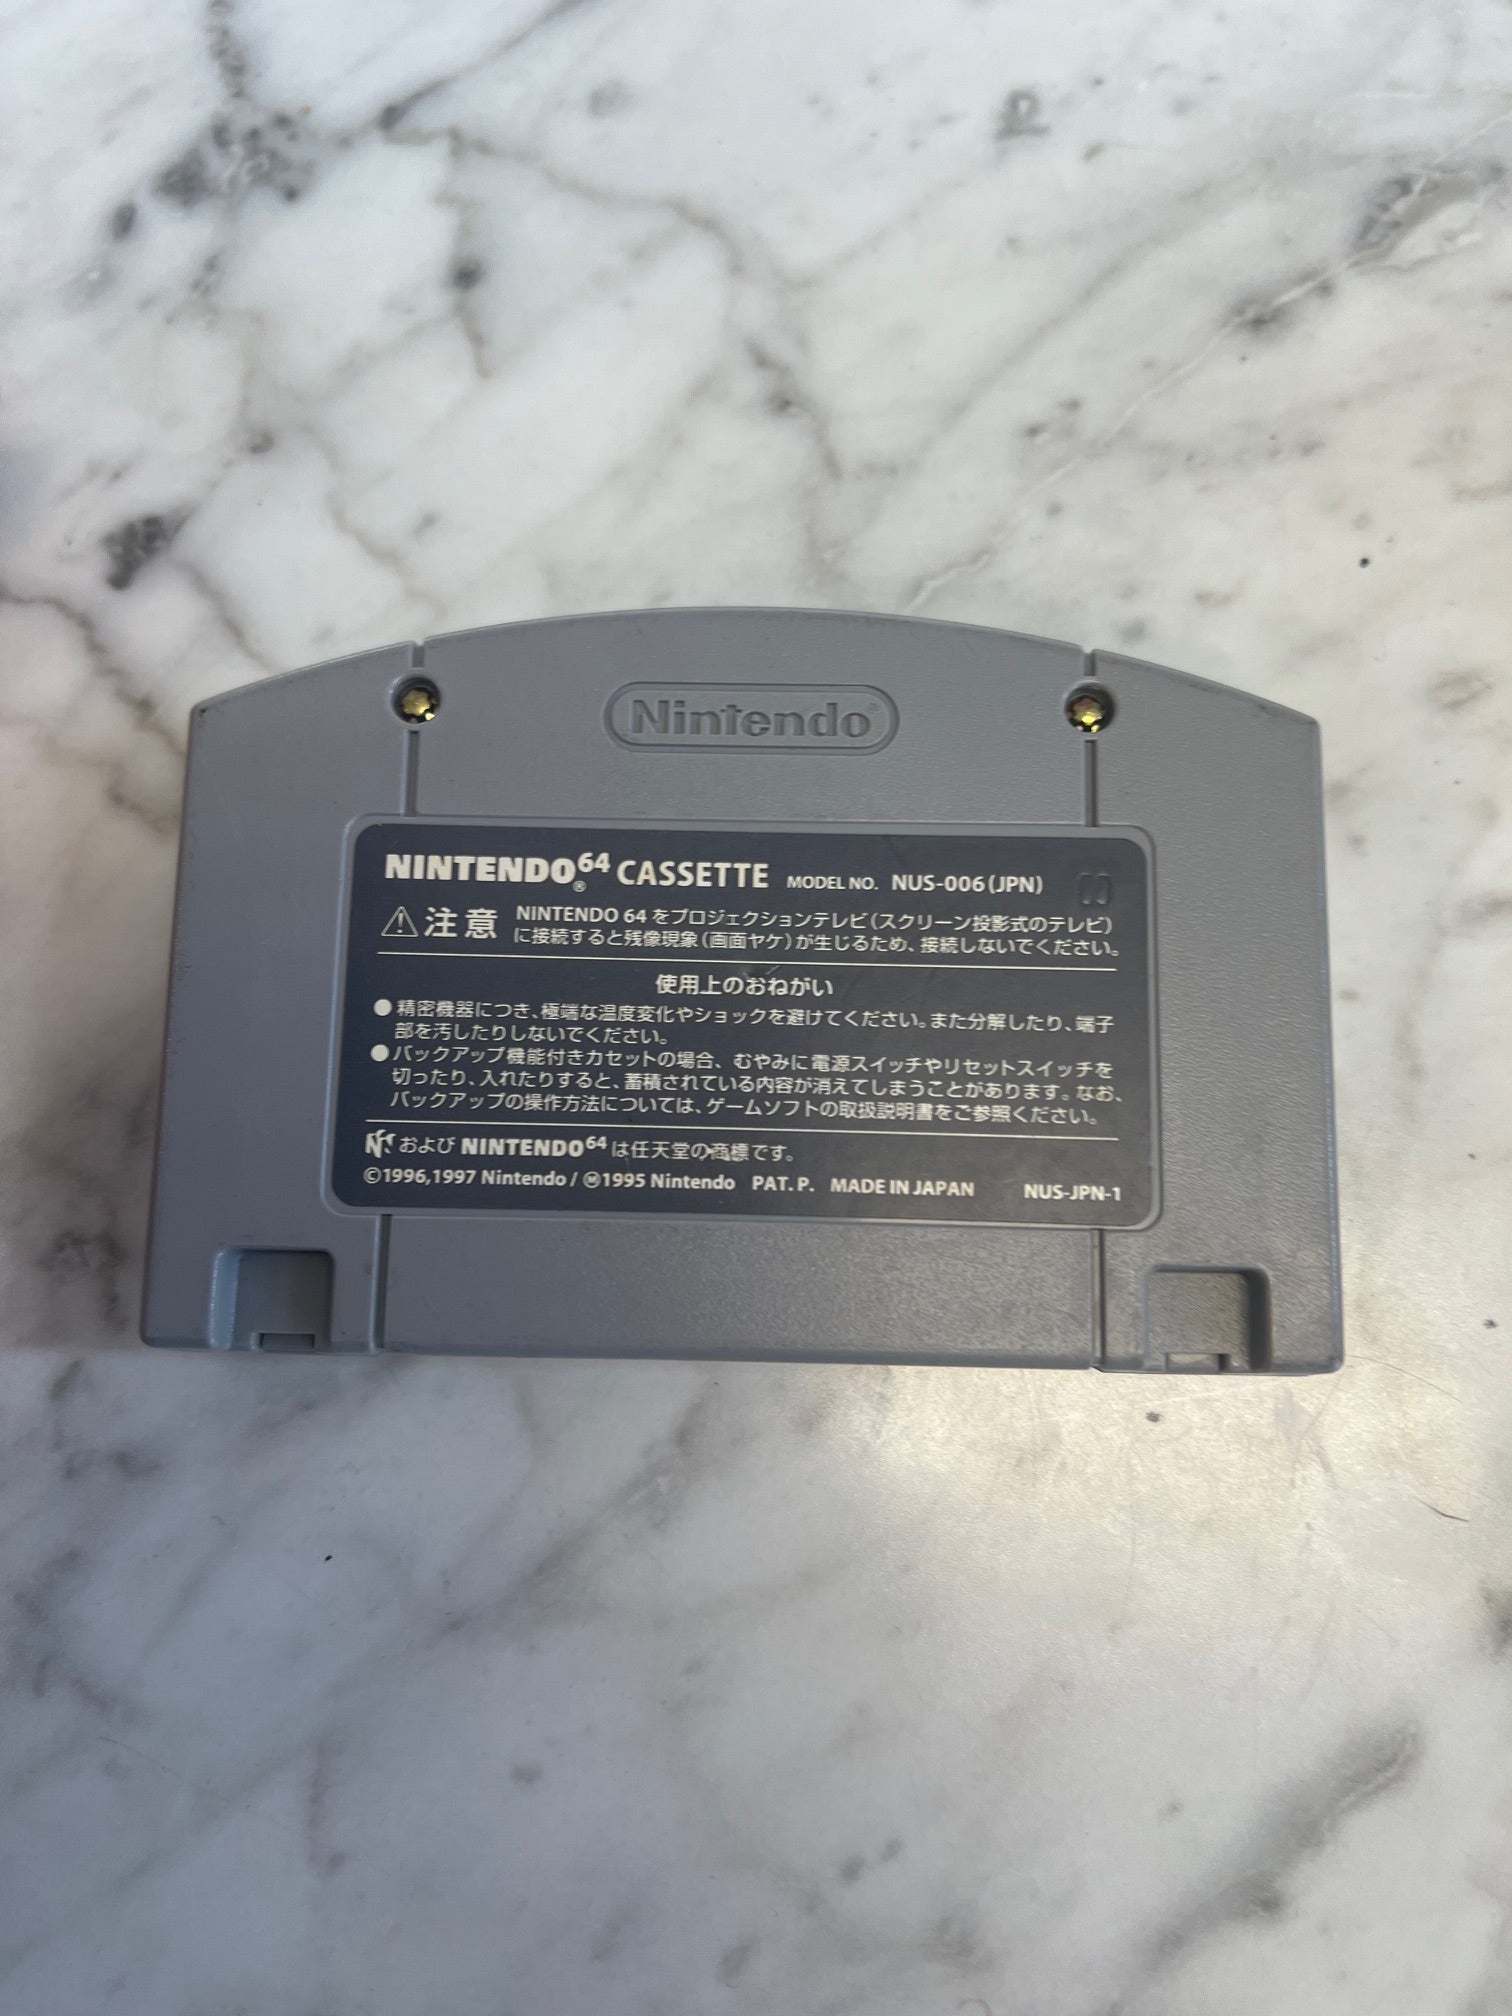 Nintendo®
NINTENDO®64 CASSETTE MODEL NO. NUS-006(JPN)
⚠注意 NINTENDO 64 をプロジェクションテレビ(スクリーン投影式のテレビ)
に接続すると残像現象(画面ヤケ)が生じるため、接続しないでください。
使用上のおねがい
●精密機器につき、極端な温度変化やショックを避けてください。また分解したり、端子
部を汚したりしないでください。
●バックアップ機能付きカセットの場合、むやみに電源スイッチやリセットスイッチを
切ったり、入れたりすると、蓄積されている内容が消えてしまうことがあります。なお、
バックアップの操作方法については、ゲームソフトの取扱説明書をご参照ください。
および NINTENDO64 は任天堂の商標です。
©1996,1997 Nintendo / Ⓜ1995 Nintendo PAT. P. MADE IN JAPAN NUS-JPN-1